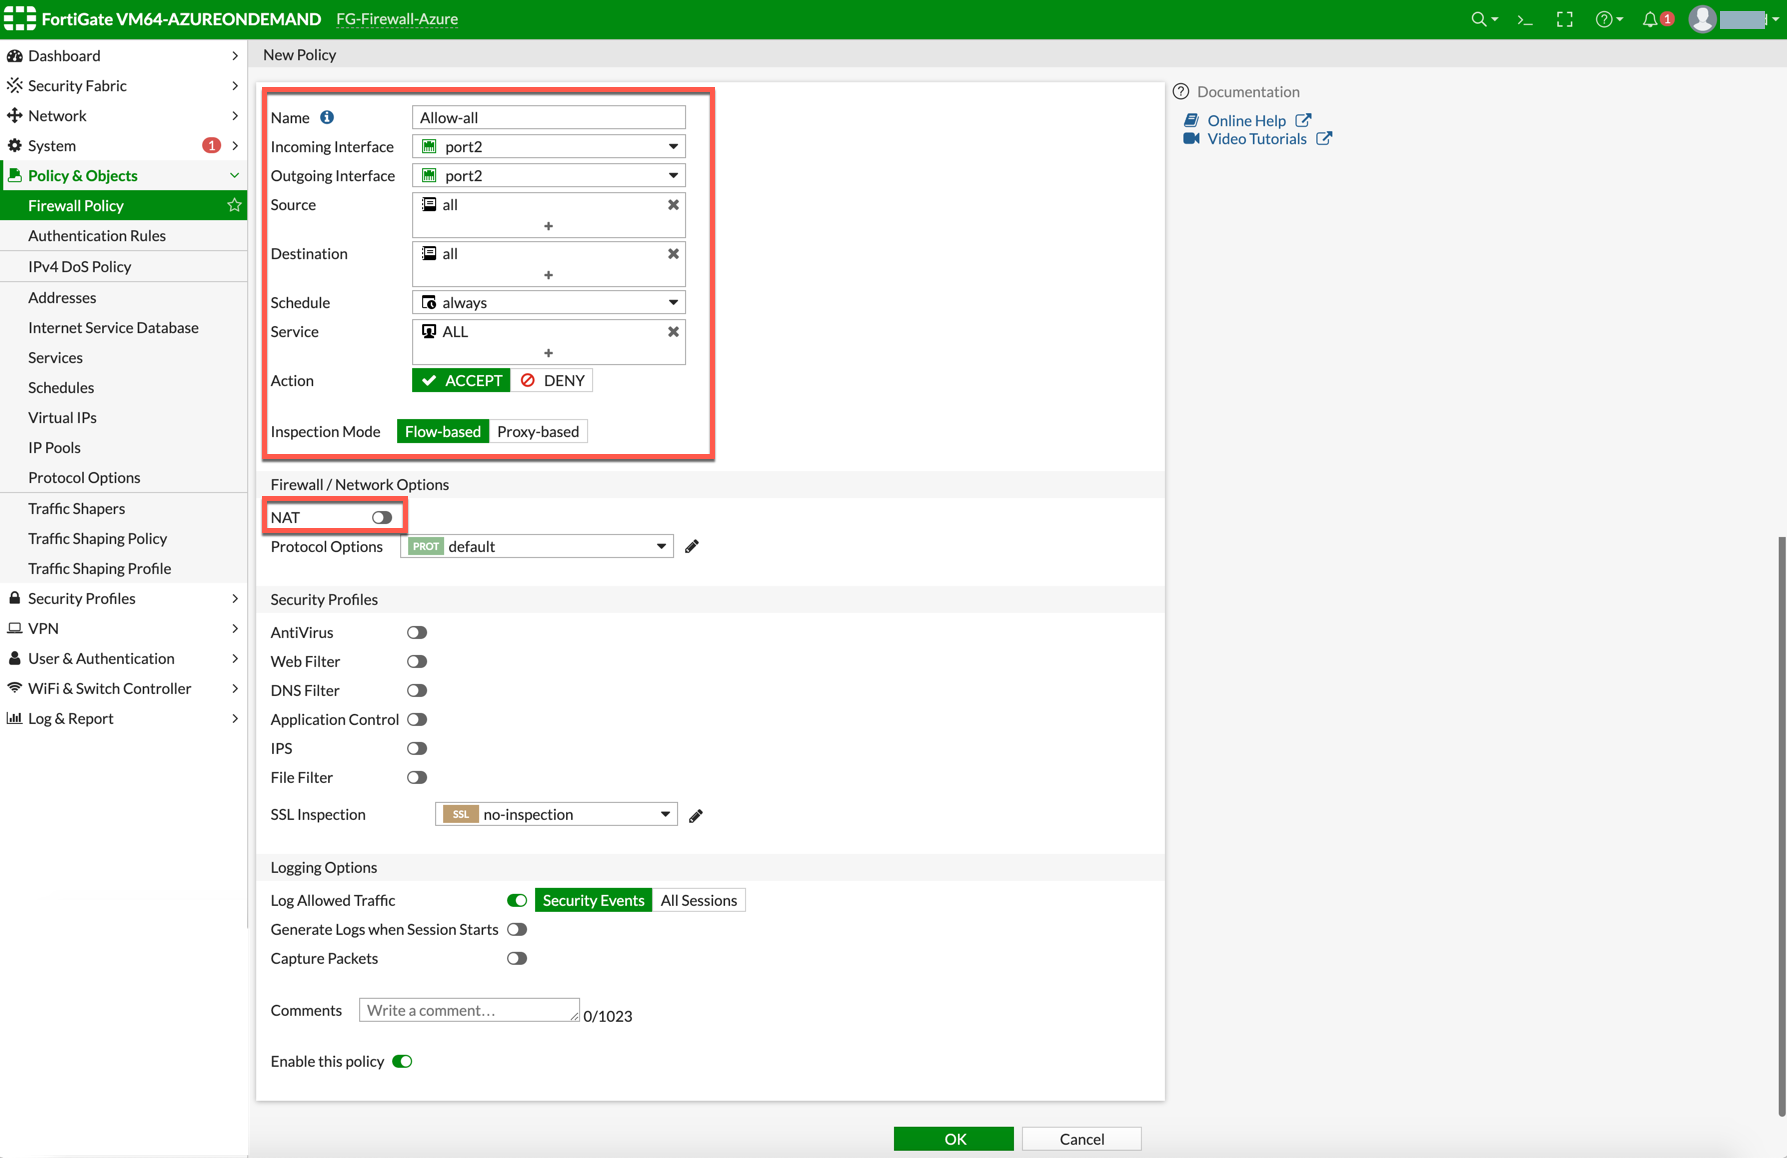 FortiGate VM64-AZUREONDEMAND FG-Firewall-Azure 1
Dashboard
Security Fabric
Network
System 1
Policy & Objects
Firewall Policy
Authentication Rules
IPv4 DoS Policy
Addresses
Internet Service Database
Services
Schedules
Virtual IPs
IP Pools
Protocol Options
Traffic Shapers
Traffic Shaping Policy
Traffic Shaping Profile
Security Profiles
VPN
User & Authentication
WiFi & Switch Controller
Log & Report
New Policy
Name Allow-all
Incoming Interface port2
Outgoing Interface port2
Source all
+
Destination all
+
Schedule always
Service ALL
+
Action ACCEPT DENY
Inspection Mode Flow-based Proxy-based
Firewall / Network Options
NAT
Protocol Options PROT default
Security Profiles
AntiVirus
Web Filter
DNS Filter
Application Control
IPS
File Filter
SSL Inspection SSL no-inspection
Logging Options
Log Allowed Traffic Security Events All Sessions
Generate Logs when Session Starts
Capture Packets
Comments Write a comment... 0/1023
Enable this policy
OK Cancel
Documentation
Online Help
Video Tutorials